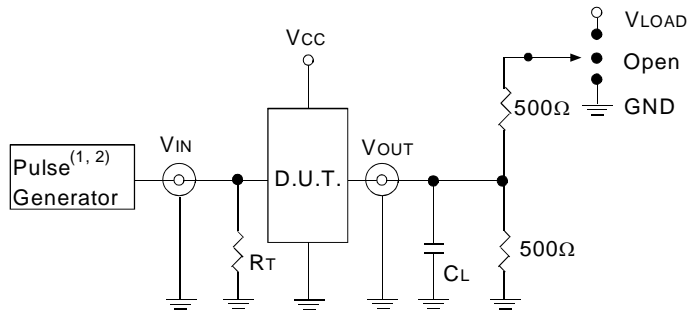 VLOAD
VCC
Open
500Ω
GND
VIN
VOUT
Pulse(1, 2)
Generator
D.U.T.
RT
CL
500Ω